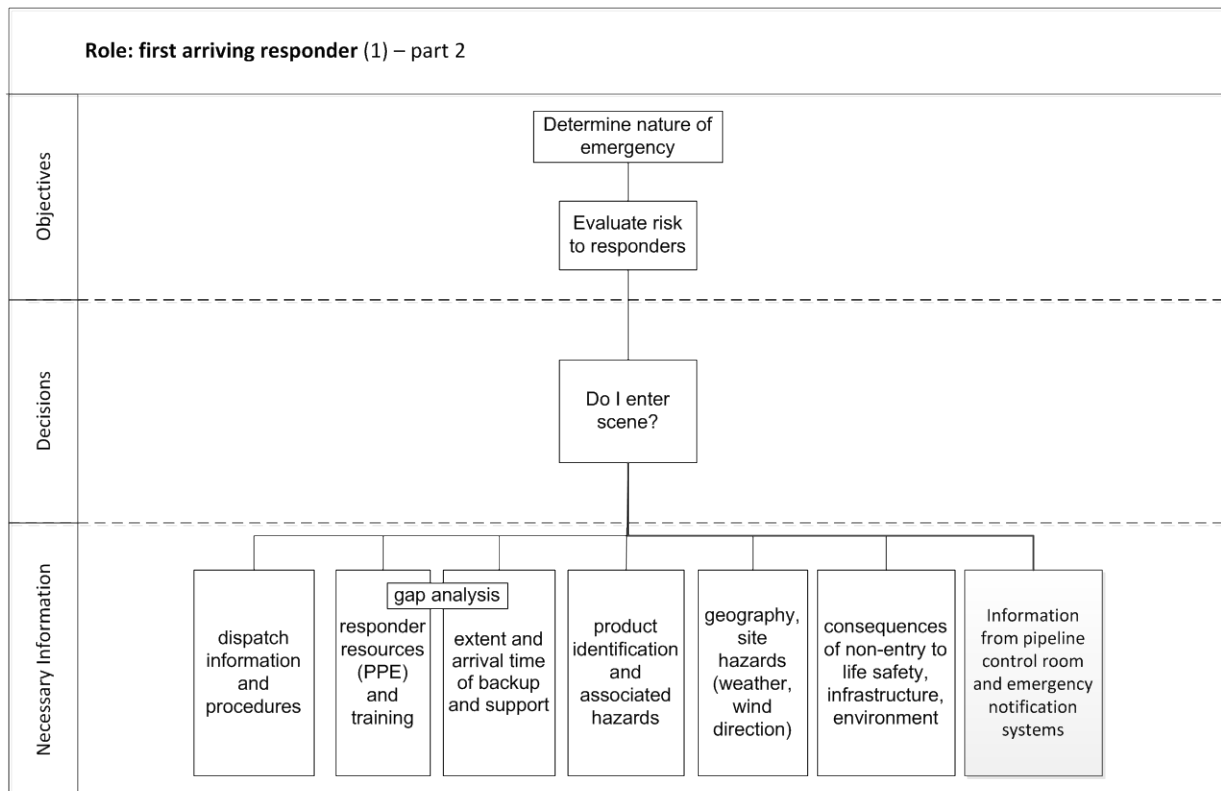 Role: first arriving responder (1) – part 2
Objectives
Determine nature of
emergency
Evaluate risk
to responders
Decisions
Do I enter
scene?
Necessary Information
dispatch
information
and
procedures
gap analysis
responder
resources
(PPE) and
training
extent and
arrival time
of backup
and support
product
identification
and
associated
hazards
geography,
site
hazards
(weather,
wind
direction)
consequences
of non-entry to
life safety,
infrastructure,
environment
Information
from pipeline
control room
and emergency
notification
systems